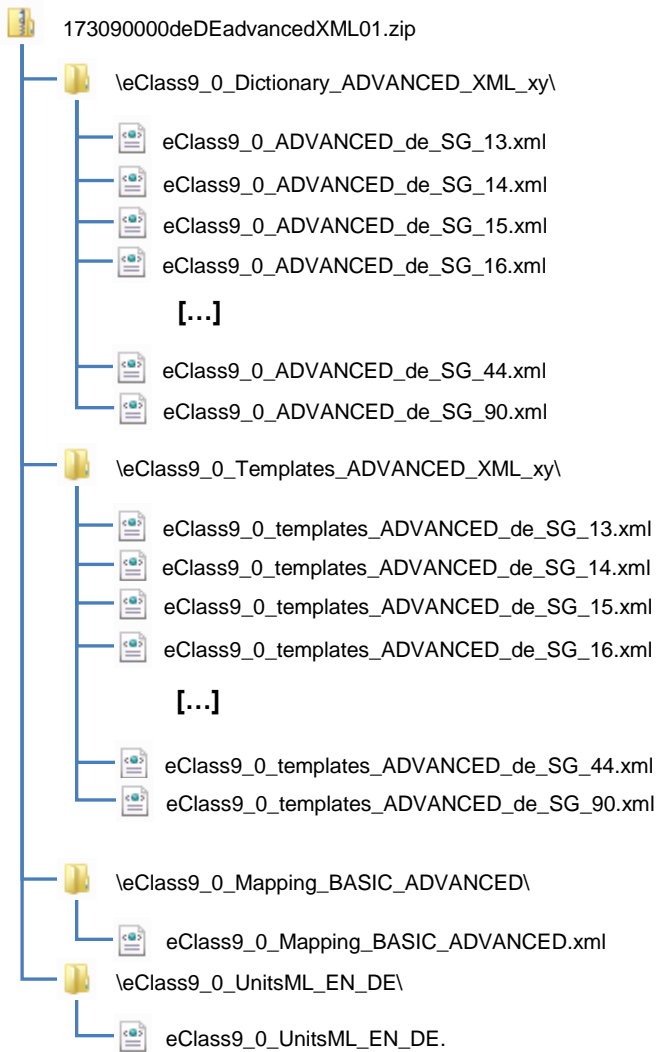 173090000deDEadvancedXML01.zip
\eClass9_0_Dictionary_ADVANCED_XML_xy\
eClass9_0_ADVANCED_de_SG_13.xml
eClass9_0_ADVANCED_de_SG_14.xml
eClass9_0_ADVANCED_de_SG_15.xml
eClass9_0_ADVANCED_de_SG_16.xml
[…]
eClass9_0_ADVANCED_de_SG_44.xml
eClass9_0_ADVANCED_de_SG_90.xml
\eClass9_0_Templates_ADVANCED_XML_xy\
eClass9_0_templates_ADVANCED_de_SG_13.xml
eClass9_0_templates_ADVANCED_de_SG_14.xml
eClass9_0_templates_ADVANCED_de_SG_15.xml
eClass9_0_templates_ADVANCED_de_SG_16.xml
[…]
eClass9_0_templates_ADVANCED_de_SG_44.xml
eClass9_0_templates_ADVANCED_de_SG_90.xml
\eClass9_0_Mapping_BASIC_ADVANCED\
eClass9_0_Mapping_BASIC_ADVANCED.xml
\eClass9_0_UnitsML_EN_DE\
eClass9_0_UnitsML_EN_DE.